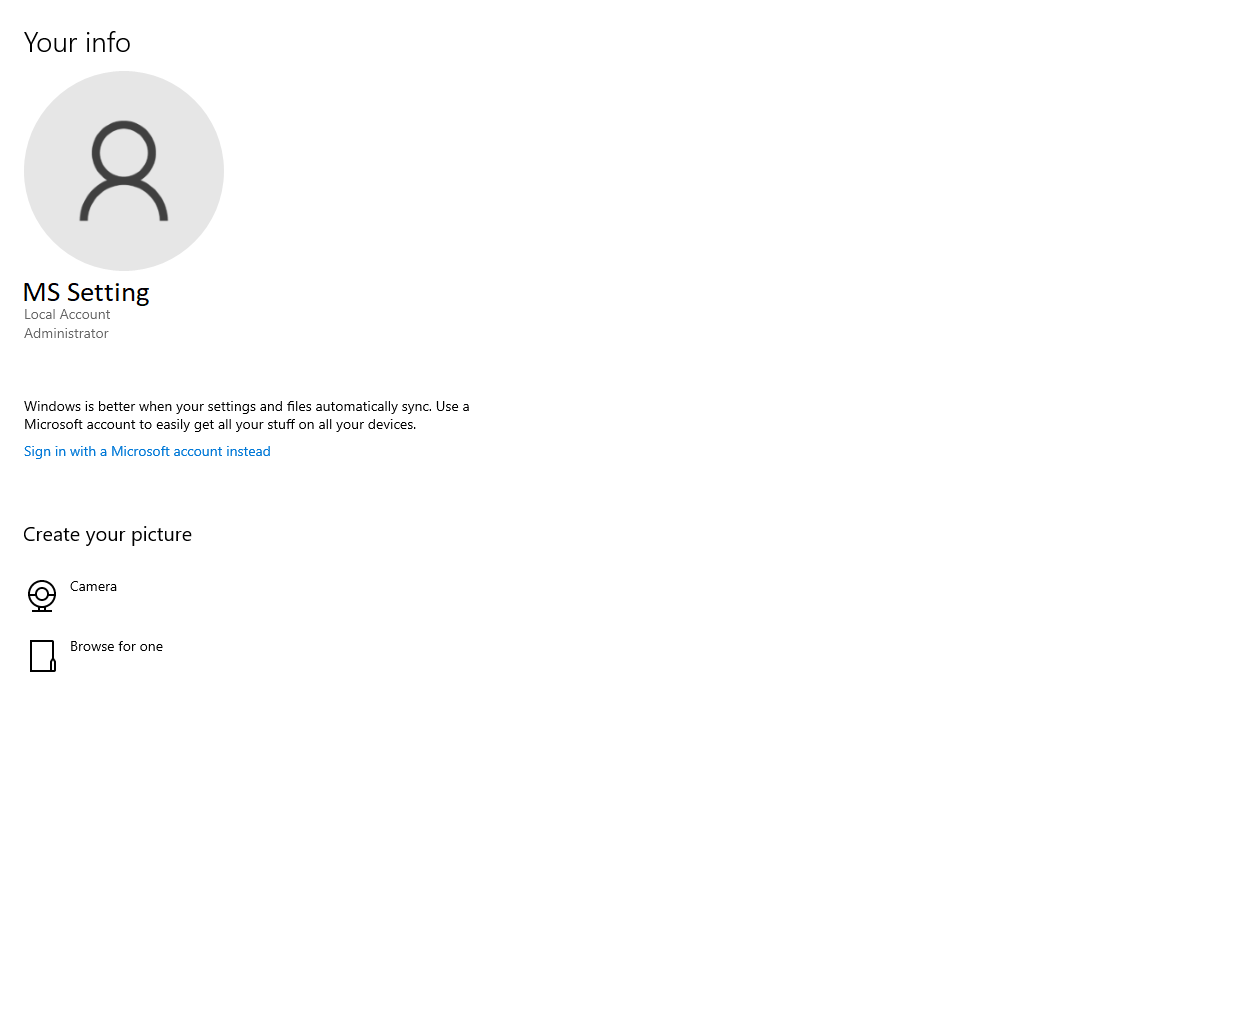 Your info
MS Setting
Local Account
Administrator
Windows is better when your settings and files automatically sync. Use a
Microsoft account to easily get all your stuff on all your devices.
Sign in with a Microsoft account instead
Create your picture
Camera
Browse for one